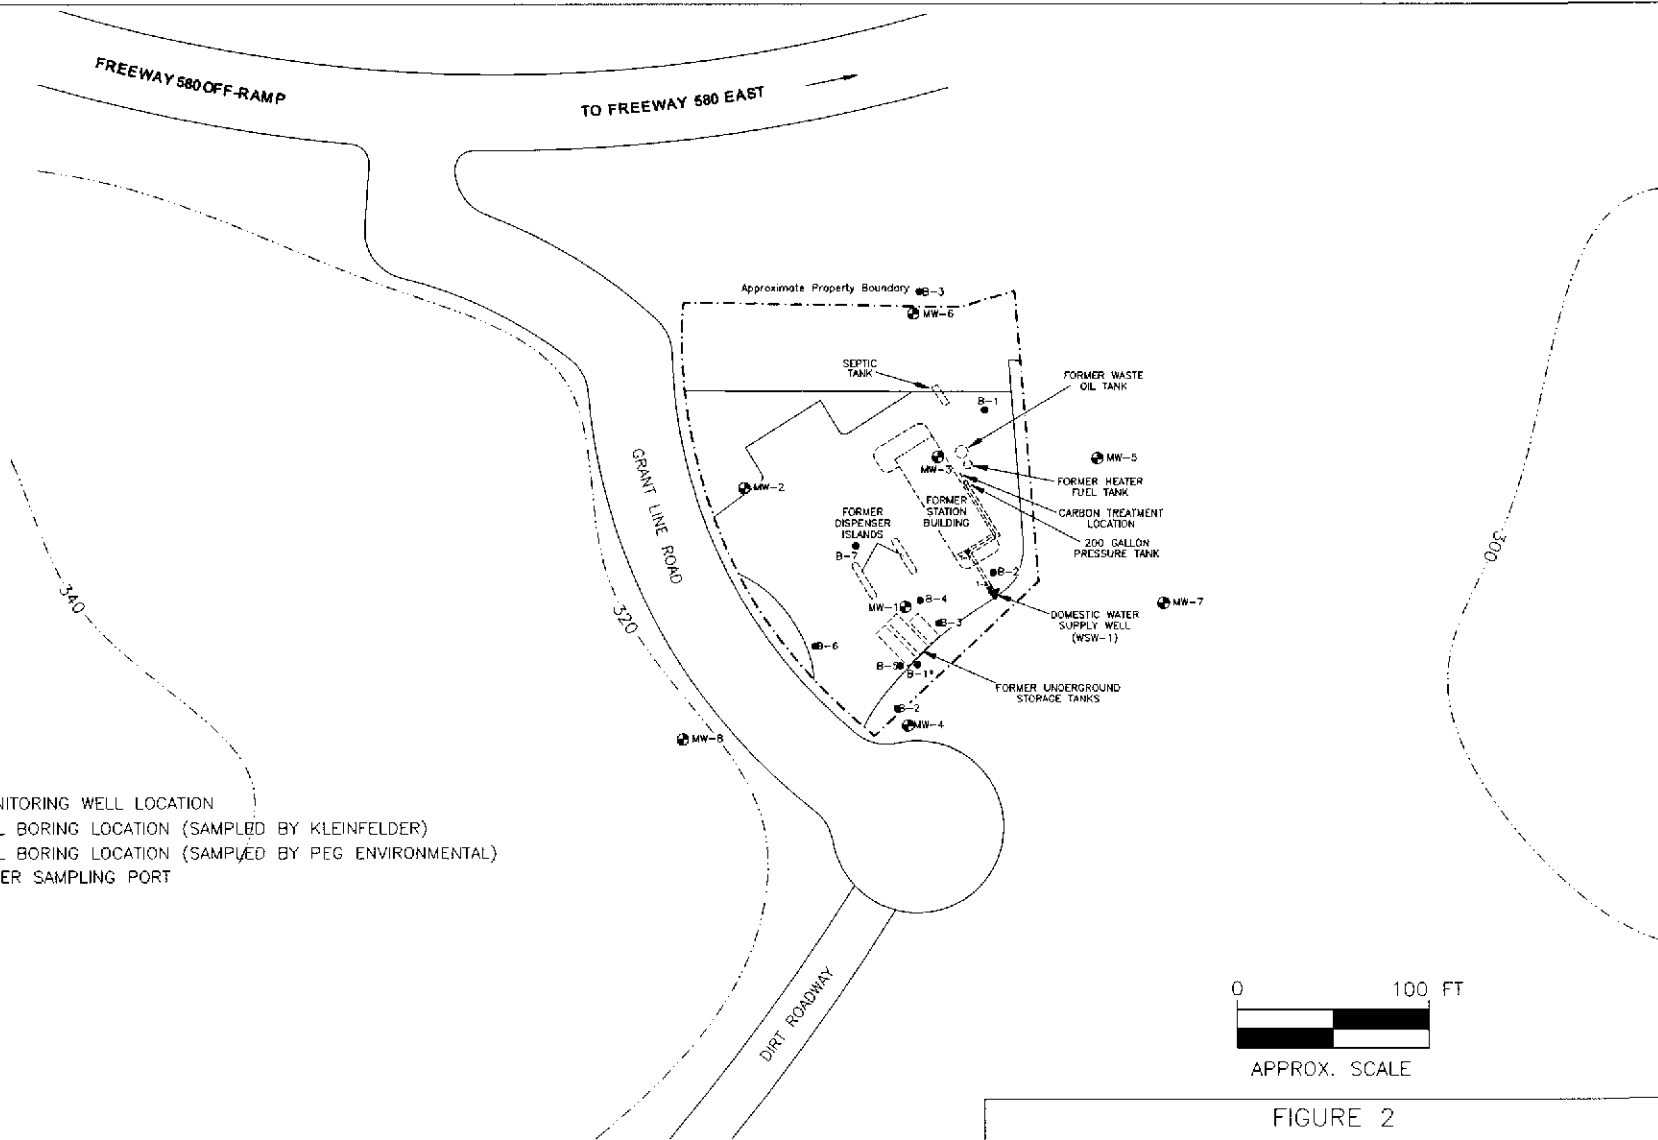 FREEWAY 580 OFF-RAMP
TO FREEWAY 580 EAST
Approximate Property Boundary
B-3
MW-6
SEPTIC
TANK
FORMER WASTE
OIL TANK
B-1
MW-3
MW-5
FORMER HEATER
FUEL TANK
MW-2
GRANT LINE ROAD
FORMER
STATION
BUILDING
FORMER
DISPENSER
ISLANDS
CARBON TREATMENT
LOCATION
200 GALLON
PRESSURE TANK
B-7
B-2
300
340
320
MW-1
B-4
B-3
MW-7
DOMESTIC WATER
SUPPLY WELL
(WSW-1)
B-6
B-5
B-1*
FORMER UNDERGROUND
STORAGE TANKS
B-2
MW-4
MW-8
NITORING WELL LOCATION
L BORING LOCATION (SAMPLED BY KLEINFELDER)
L BORING LOCATION (SAMPLED BY PEG ENVIRONMENTAL)
ER SAMPLING PORT
DIRT ROADWAY
0 100 FT
APPROX. SCALE
FIGURE 2